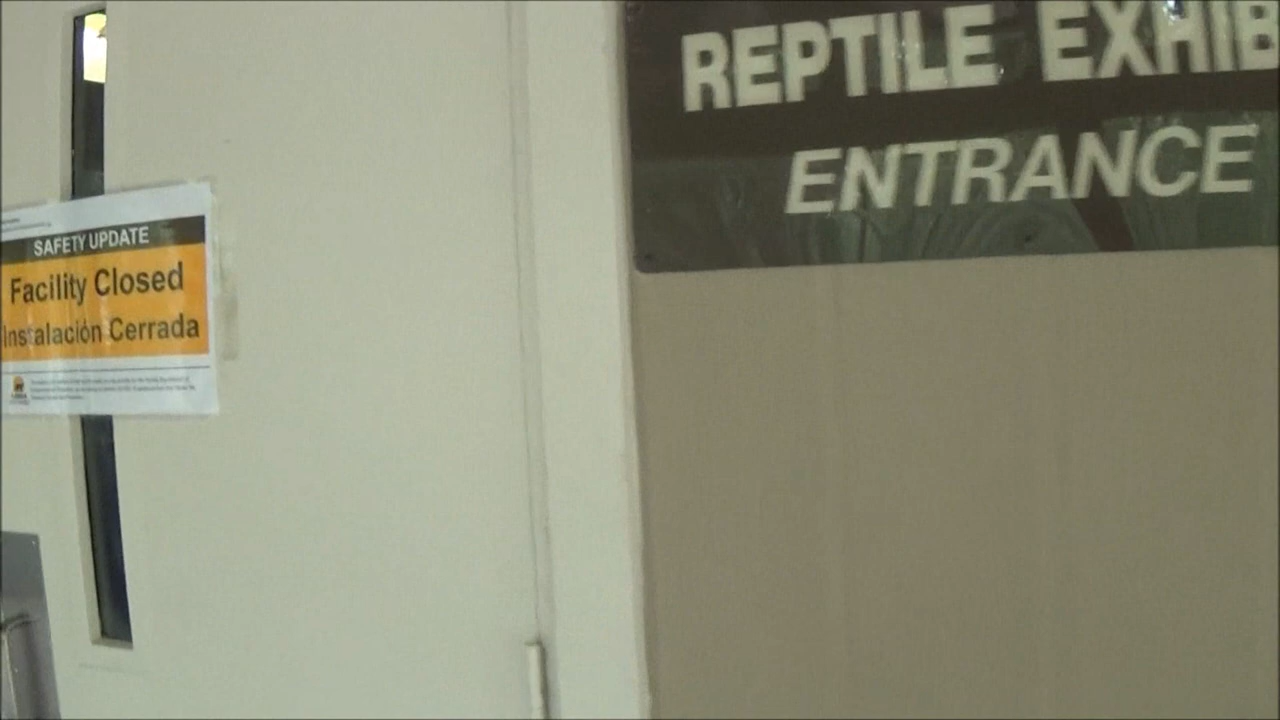 REPTILE EXHIB
ENTRANCE
SAFETY UPDATE
Facility Closed
Instalación Cerrada